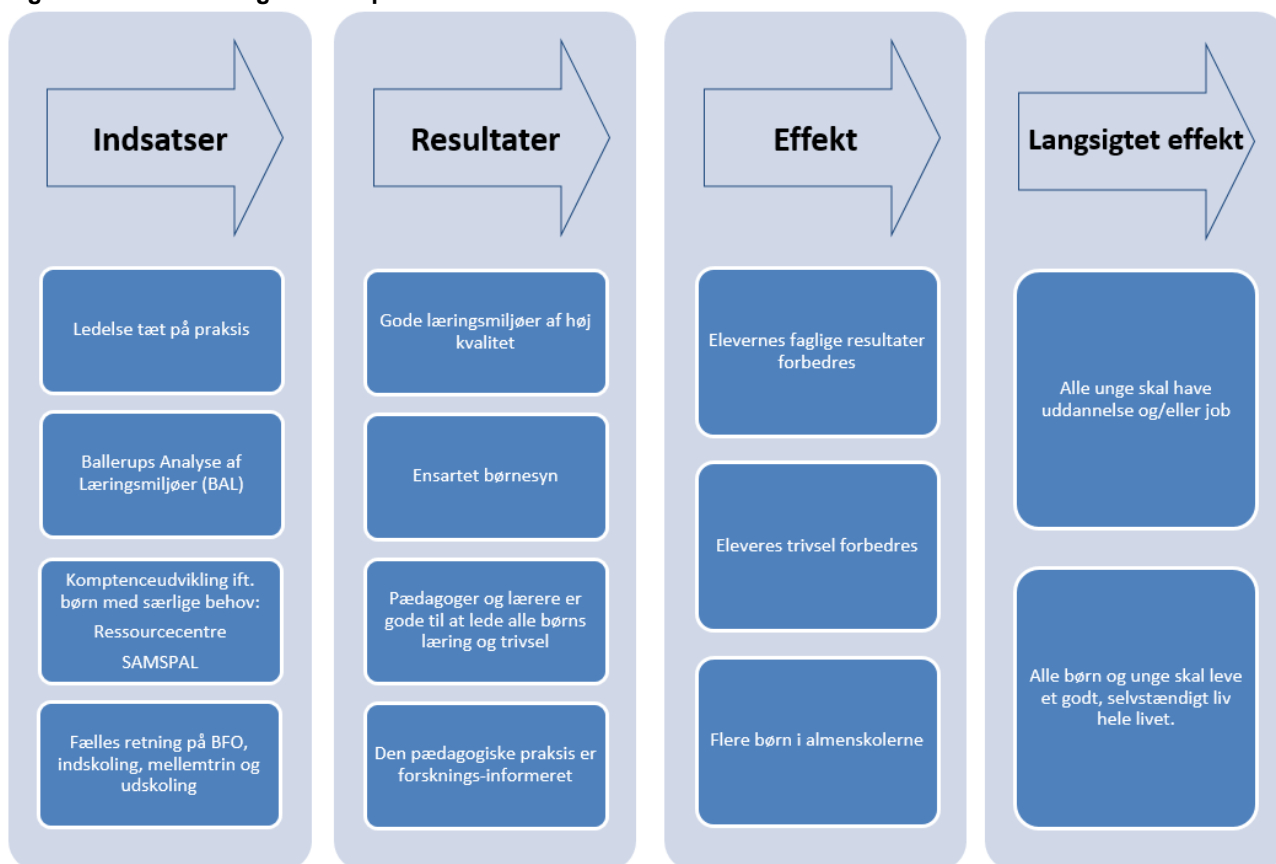 Indsatser
Ledelse tæt på praksis
Ballerups Analyse af
Læringsmiljøer (BAL)
Komptenceudvikling ift.
børn med særlige behov:
Ressourcecentre
SAMSPAL
Fælles retning på BFO,
indskoling, mellemtrin og
udskoling
Resultater
Gode læringsmiljøer af høj
kvalitet
Ensartet børnesyn
Pædagoger og lærere er
gode til at lede alle børns
læring og trivsel
Den pædagogiske praksis er
forsknings-informeret
Effekt
Elevernes faglige resultater
forbedres
Eleveres trivsel forbedres
Flere børn i almenskolerne
Langsigtet effekt
Alle unge skal have
uddannelse og/eller job
Alle børn og unge skal leve
et godt, selvstændigt liv
hele livet.